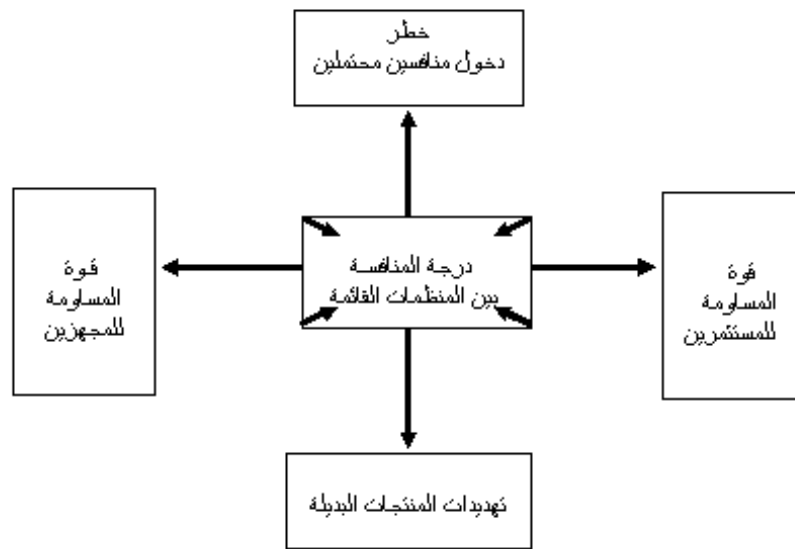 خطر
دخول منافسين محتملين
درجة المنافسة
بين المنظمات القائمة
قوة
المساومة
للمستثمرين
قوة
المساومة
للمجهزين
تهديدات المنتجات البديلة